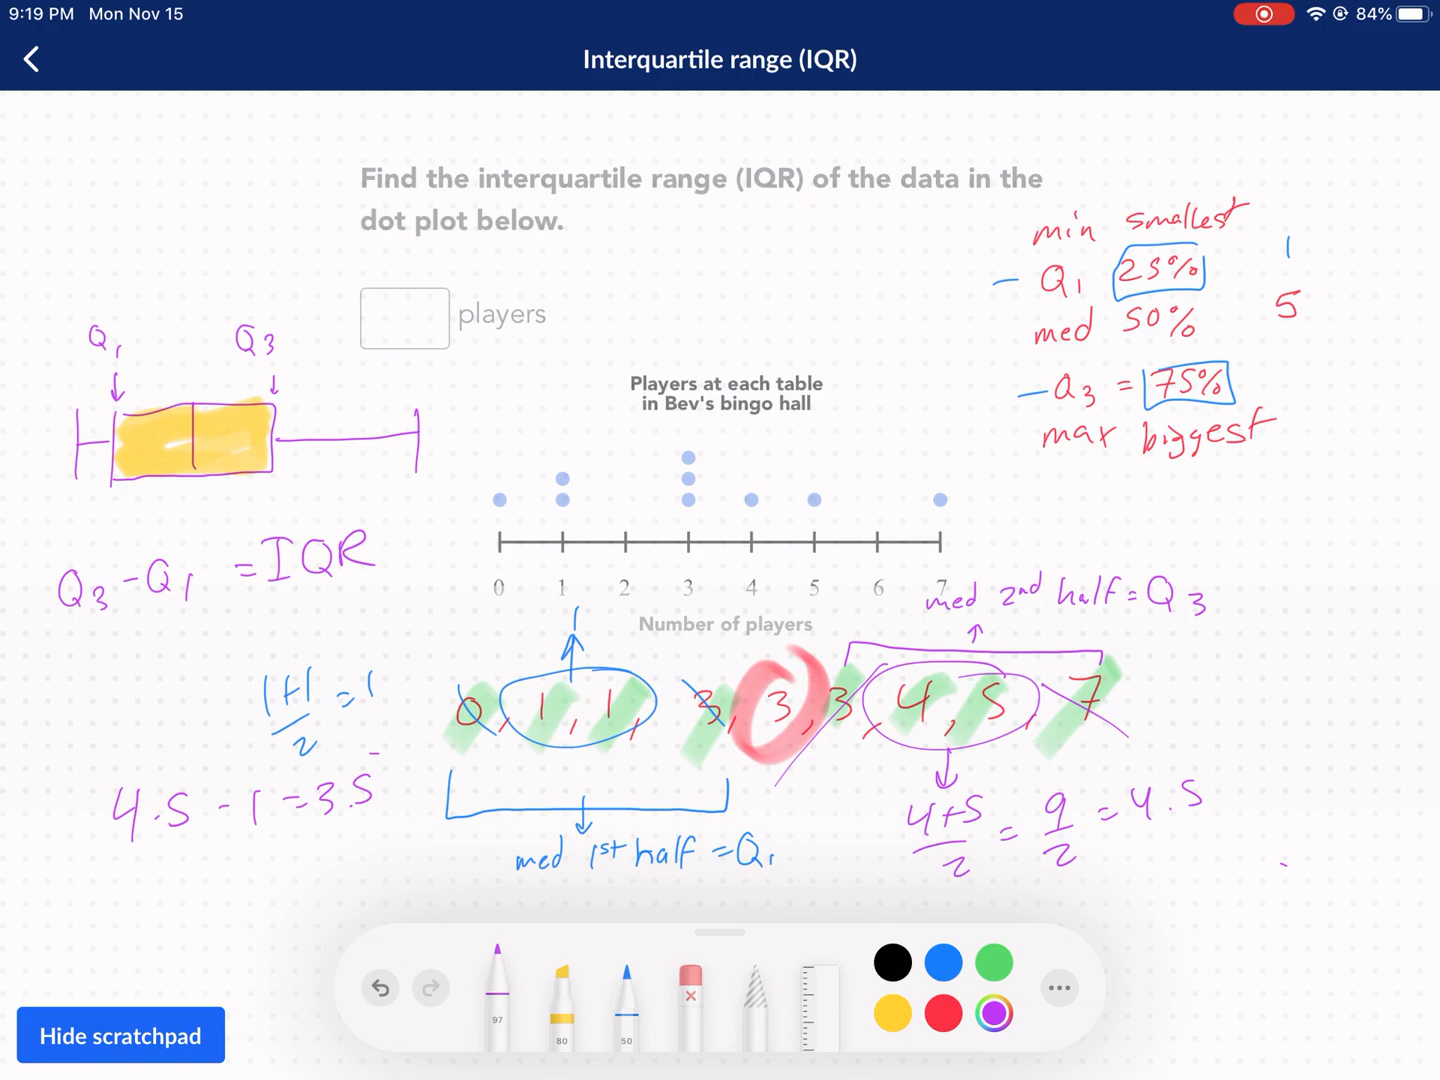 9:19 PM Mon Nov 15
84%
Interquartile range (IQR)
Find the interquartile range (IQR) of the data in the
dot plot below.
players
min smallest
Q1 25%
med 50%
Q3 = 75%
max biggest
1
5
Q1 Q3
Players at each table
in Bev's bingo hall
Q3 - Q1 = IQR
0 1 2 3 4 5 6 7
Number of players
med 2nd half = Q3
1
1+1/2 = 1
0, 1, 1, 3, 3, 3, 4, 5, 7
4.5 - 1 = 3.5
4+5/2 = 9/2 = 4.5
med 1st half = Q1
97
80
50
Hide scratchpad